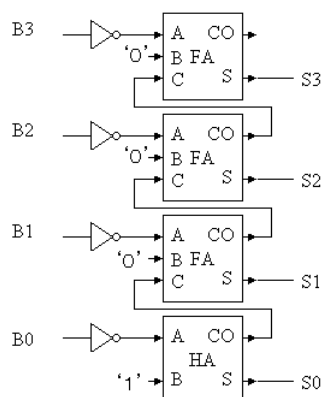 B3 A CO
'0' B FA
C S S3
B2 A CO
'0' B FA
C S S2
B1 A CO
'0' B FA
C S S1
B0 A CO
HA
'1' B S S0